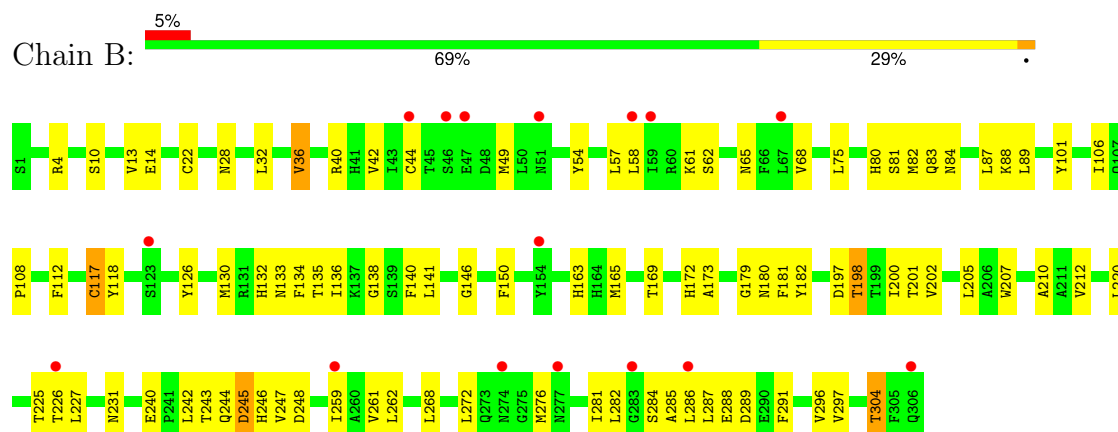 5%
Chain B:
69%
29%
•
S1 R4 S10 V13 E14 C22 N28 L32 V36 R40 H41 V42 I43 C44 T45 S46 E47 D48 M49 L50 N51 Y54 L57 L58 I59 R60 K61 S62 N65 F66 L67 V68 L75 H80 S81 M82 Q83 N84 L87 K88 L89 Y101 I106 Q107
P108 F112 C117 Y118 S123 Y126 M130 R131 H132 N133 F134 T135 I136 K137 G138 S139 F140 L141 G146 F150 Y154 H163 H164 M165 T169 H172 A173 G179 N180 F181 Y182 D197 T198 T199 I200 T201 V202 L205 A206 W207 A210 A211 V212 L220
T225 T226 L227 N231 E240 P241 L242 T243 Q244 D245 H246 V247 D248 I259 A260 V261 L262 L268 L272 Q273 N274 G275 M276 N277 I281 L282 G283 S284 A285 L286 L287 E288 D289 E290 F291 V296 V297 T304 F305 Q306